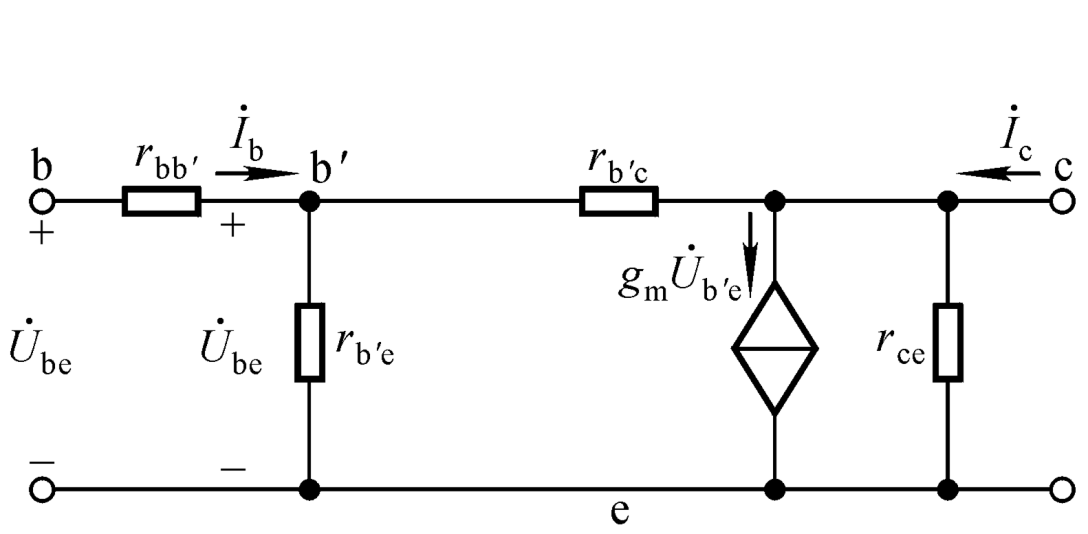 b
r_bb′
İ_b
b′
r_b′c
İ_c
c
+
+
g_m U̇_b′e
U̇_be
U̇_be
r_b′e
r_ce
−
−
e